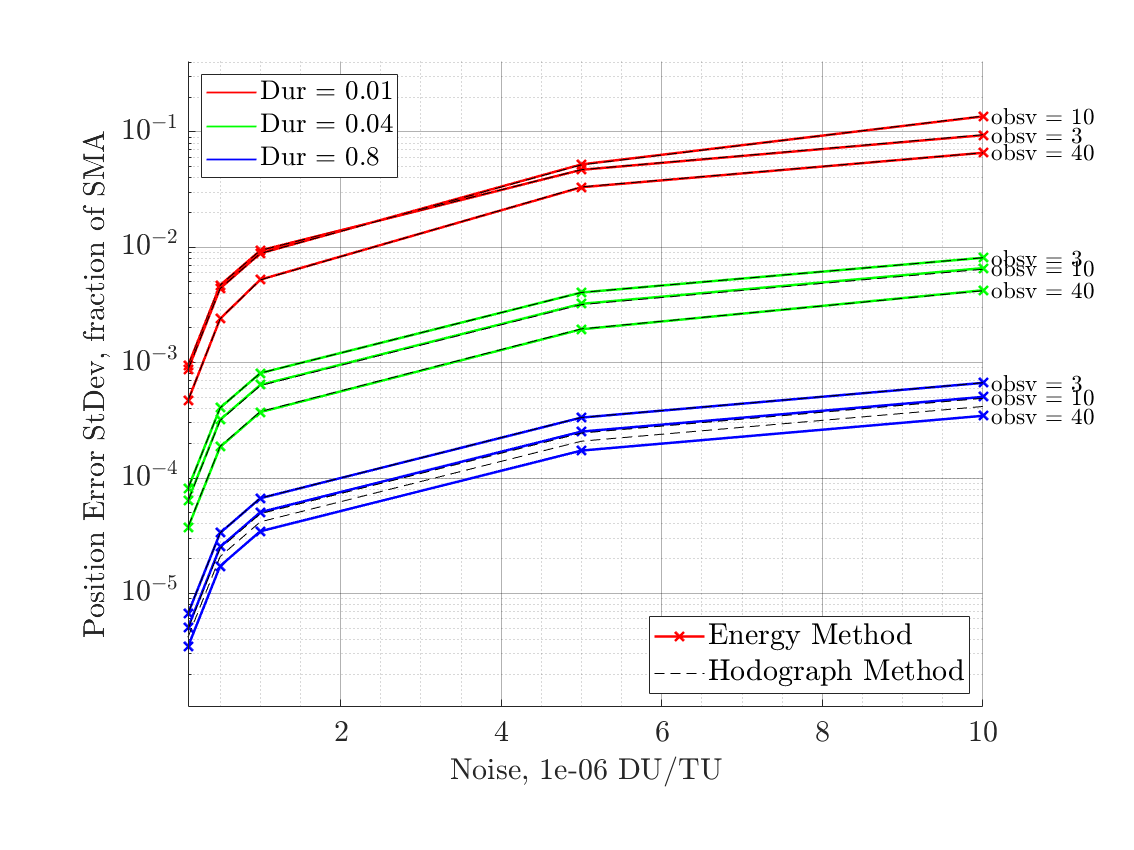 Dur = 0.01
Dur = 0.04
Dur = 0.8
Position Error StDev, fraction of SMA
10⁻¹
10⁻²
10⁻³
10⁻⁴
10⁻⁵
obsv = 10
obsv = 3
obsv = 40
obsv = 3
obsv = 10
obsv = 40
obsv = 3
obsv = 10
obsv = 40
Energy Method
Hodograph Method
2 4 6 8 10
Noise, 1e-06 DU/TU